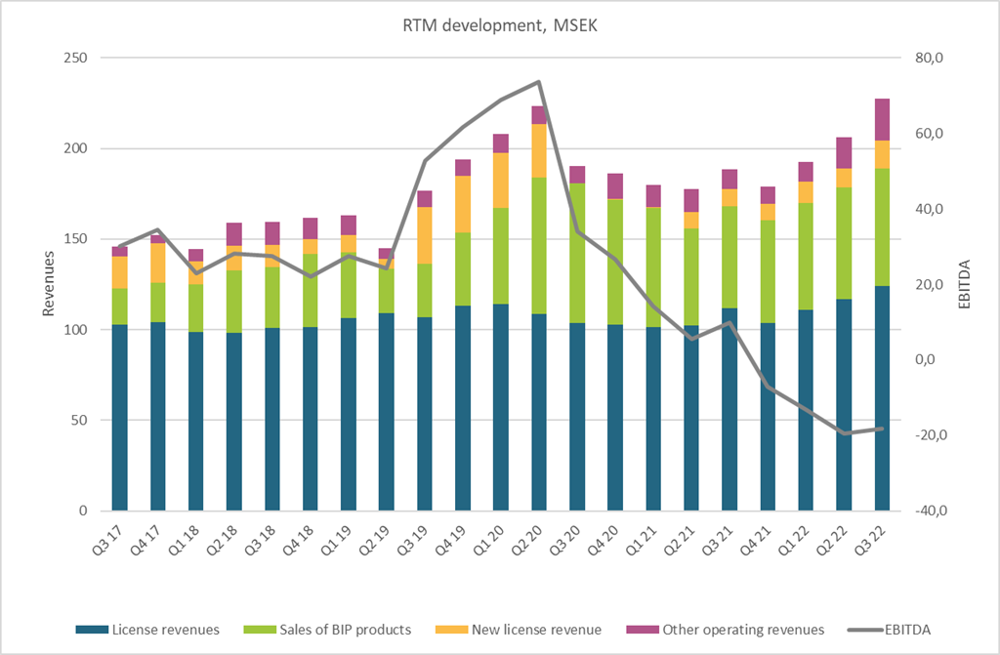 RTM development, MSEK
250
200
150
100
50
0
Revenues
80,0
60,0
40,0
20,0
0,0
-20,0
-40,0
EBITDA
Q3 17
Q4 17
Q1 18
Q2 18
Q3 18
Q4 18
Q1 19
Q2 19
Q3 19
Q4 19
Q1 20
Q2 20
Q3 20
Q4 20
Q1 21
Q2 21
Q3 21
Q4 21
Q1 22
Q2 22
Q3 22
License revenues
Sales of BIP products
New license revenue
Other operating revenues
EBITDA